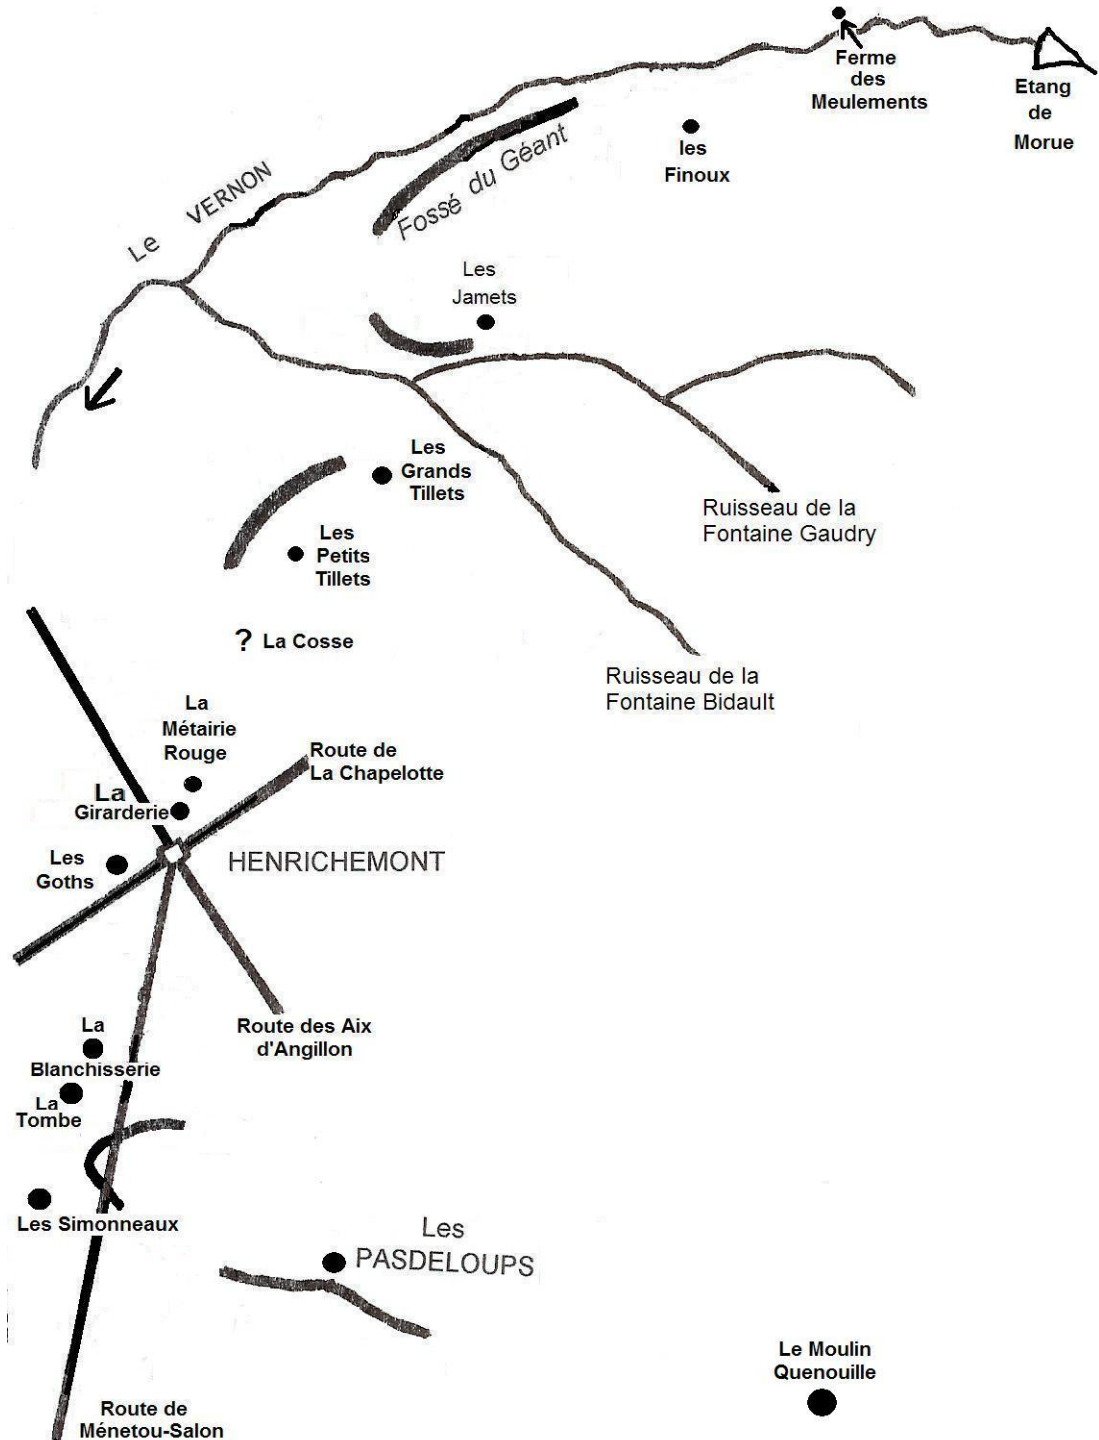 Ferme
des
Meulements
Etang
de
Morue
les
Finoux
Le VERNON
Fossé du Géant
Les
Jamets
Les
Grands
Tillets
Ruisseau de la
Fontaine Gaudry
Les
Petits
Tillets
? La Cosse
Ruisseau de la
Fontaine Bidault
La
Métairie
Rouge
Route de
La Chapelotte
La
Girarderie
Les
Goths
HENRICHEMONT
La
Blanchisserie
Route des Aix
d'Angillon
La
Tombe
Les Simonneaux
Les
PASDELOUPS
Le Moulin
Quenouille
Route de
Ménetou-Salon